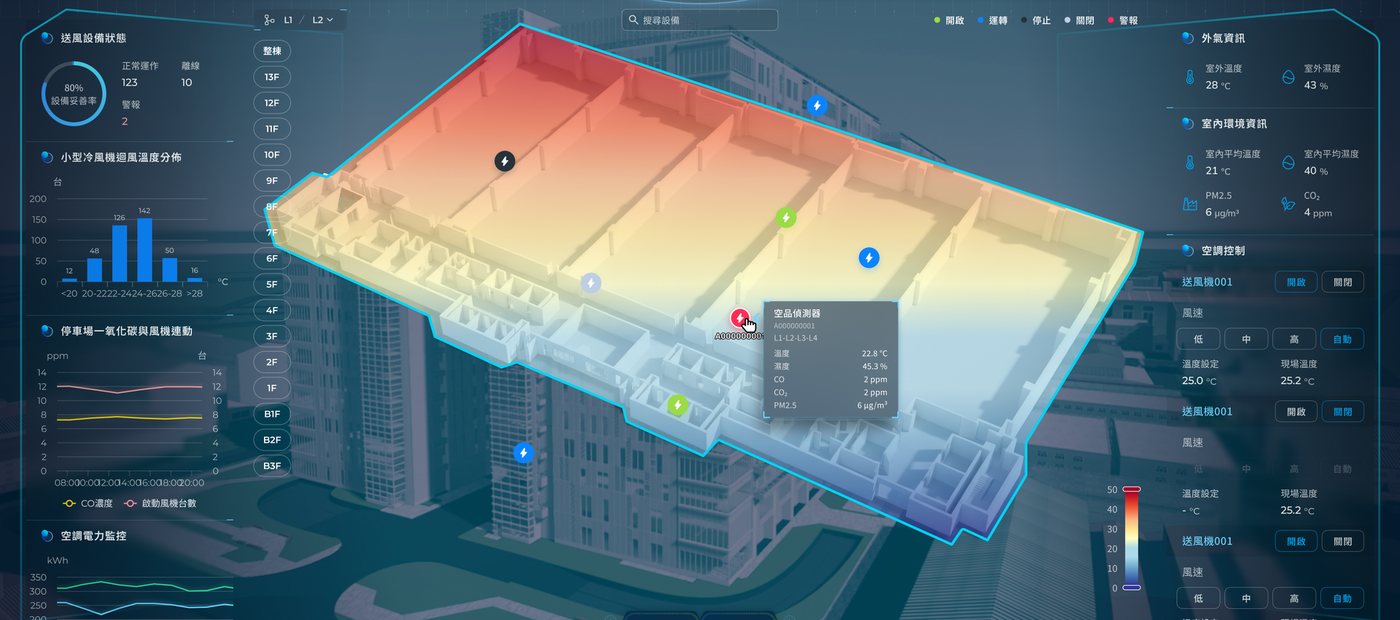 L1 / L2
搜尋設備
開啟 運轉 停止 關閉 警報
送風設備狀態
80%
設備妥善率
正常運作
123
離線
10
警報
2
小型冷風機迴風溫度分佈
台
200
150
100
50
0
12 48 126 142 50 16
<20 20-22 22-24 24-26 26-28 >28 °C
停車場一氧化碳與風機連動
ppm 台
14 14
12 12
10 10
8 8
6 6
4 4
2 2
0 0
08:00 10:00 12:00 14:00 16:00 18:00 20:00
CO濃度 啟動風機台數
空調電力監控
kWh
350
300
250
200
整棟
13F
12F
11F
10F
9F
8F
7F
6F
5F
4F
3F
2F
1F
B1F
B2F
B3F
空品偵測器
A000000001
L1-L2-L3-L4
溫度 22.8 °C
濕度 45.3 %
CO 2 ppm
CO₂ 2 ppm
PM2.5 6 μg/m³
50
40
30
20
10
0
外氣資訊
室外溫度
28 °C
室外濕度
43 %
室內環境資訊
室內平均溫度
21 °C
室內平均濕度
40 %
PM2.5
6 μg/m³
CO₂
4 ppm
空調控制
送風機001 開啟 關閉
風速
低 中 高 自動
溫度設定 現場溫度
25.0 °C 25.2 °C
送風機001 開啟 關閉
風速
低 中 高 自動
溫度設定 現場溫度
- °C 25.2 °C
送風機001 開啟 關閉
風速
低 中 高 自動